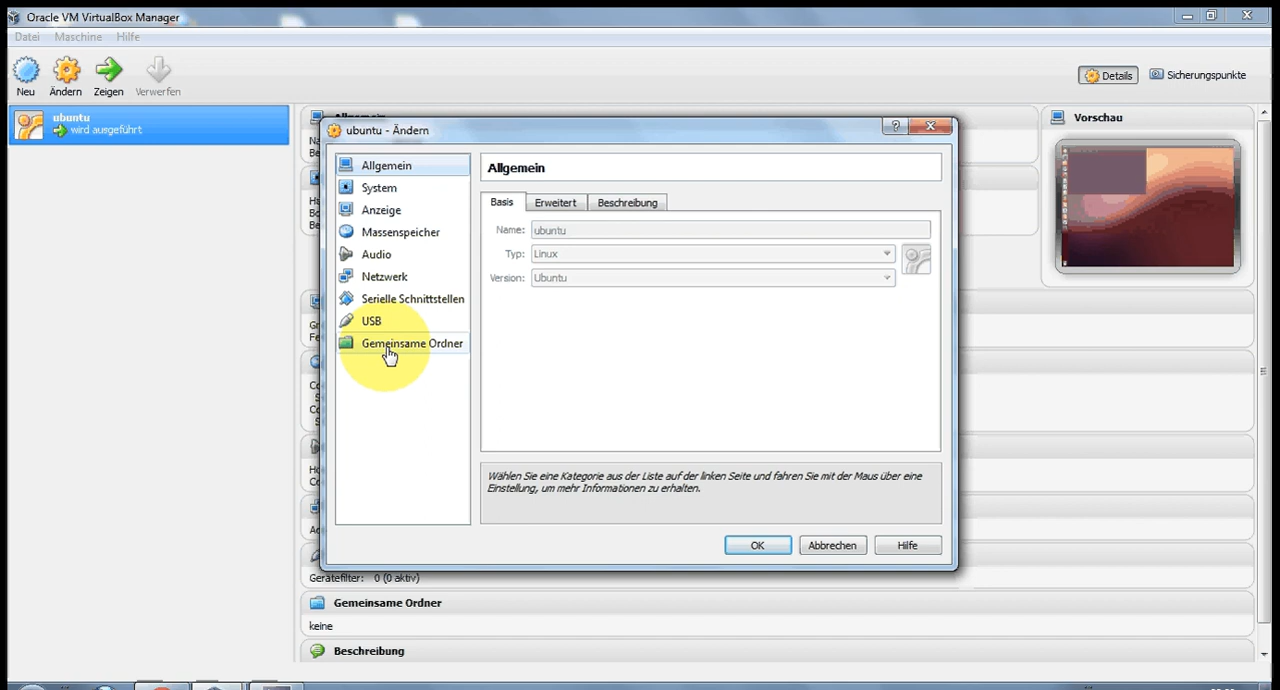 Oracle VM VirtualBox Manager
Datei Maschine Hilfe
Neu Ändern Zeigen Verwerfen
Details Sicherungspunkte
ubuntu
wird ausgeführt
Allgemein
Vorschau
ubuntu - Ändern
Allgemein
System
Anzeige
Massenspeicher
Audio
Netzwerk
Serielle Schnittstellen
USB
Gemeinsame Ordner
Allgemein
Basis Erweitert Beschreibung
Name: ubuntu
Typ: Linux
Version: Ubuntu
Wählen Sie eine Kategorie aus der Liste auf der linken Seite und fahren Sie mit der Maus über eine
Einstellung, um mehr Informationen zu erhalten.
OK Abbrechen Hilfe
Gerätefilter: 0 (0 aktiv)
Gemeinsame Ordner
keine
Beschreibung